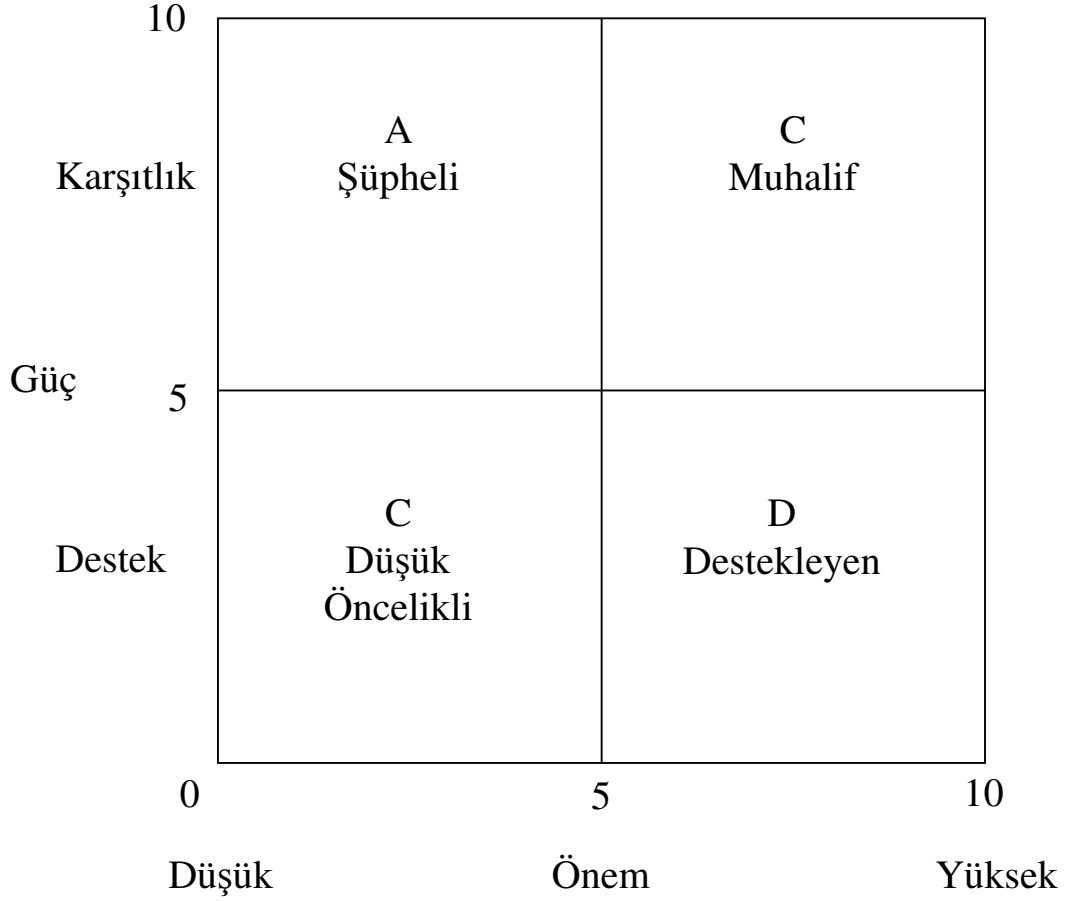 10
A
Şüpheli
C
Muhalif
Karşıtlık
Güç
5
C
Düşük
Öncelikli
D
Destekleyen
Destek
0
5
10
Düşük
Önem
Yüksek